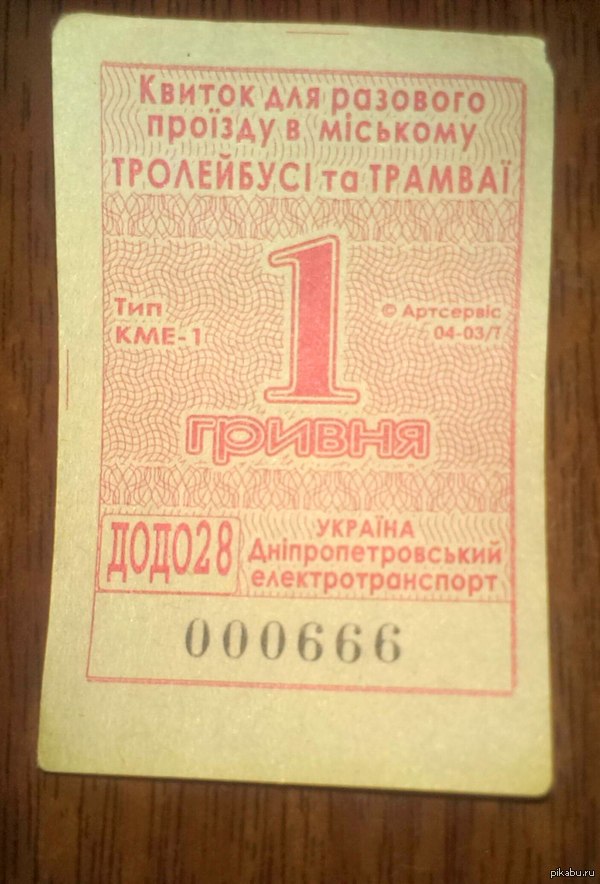 Квиток для разового
проїзду в міському
ТРОЛЕЙБУСІ та ТРАМВАЇ
1
гривня
Тип
КМЕ-1
© Артсервіс
04-03/Т
ДОДО28
УКРАЇНА
Дніпропетровський
електротранспорт
000666
pikabu.ru